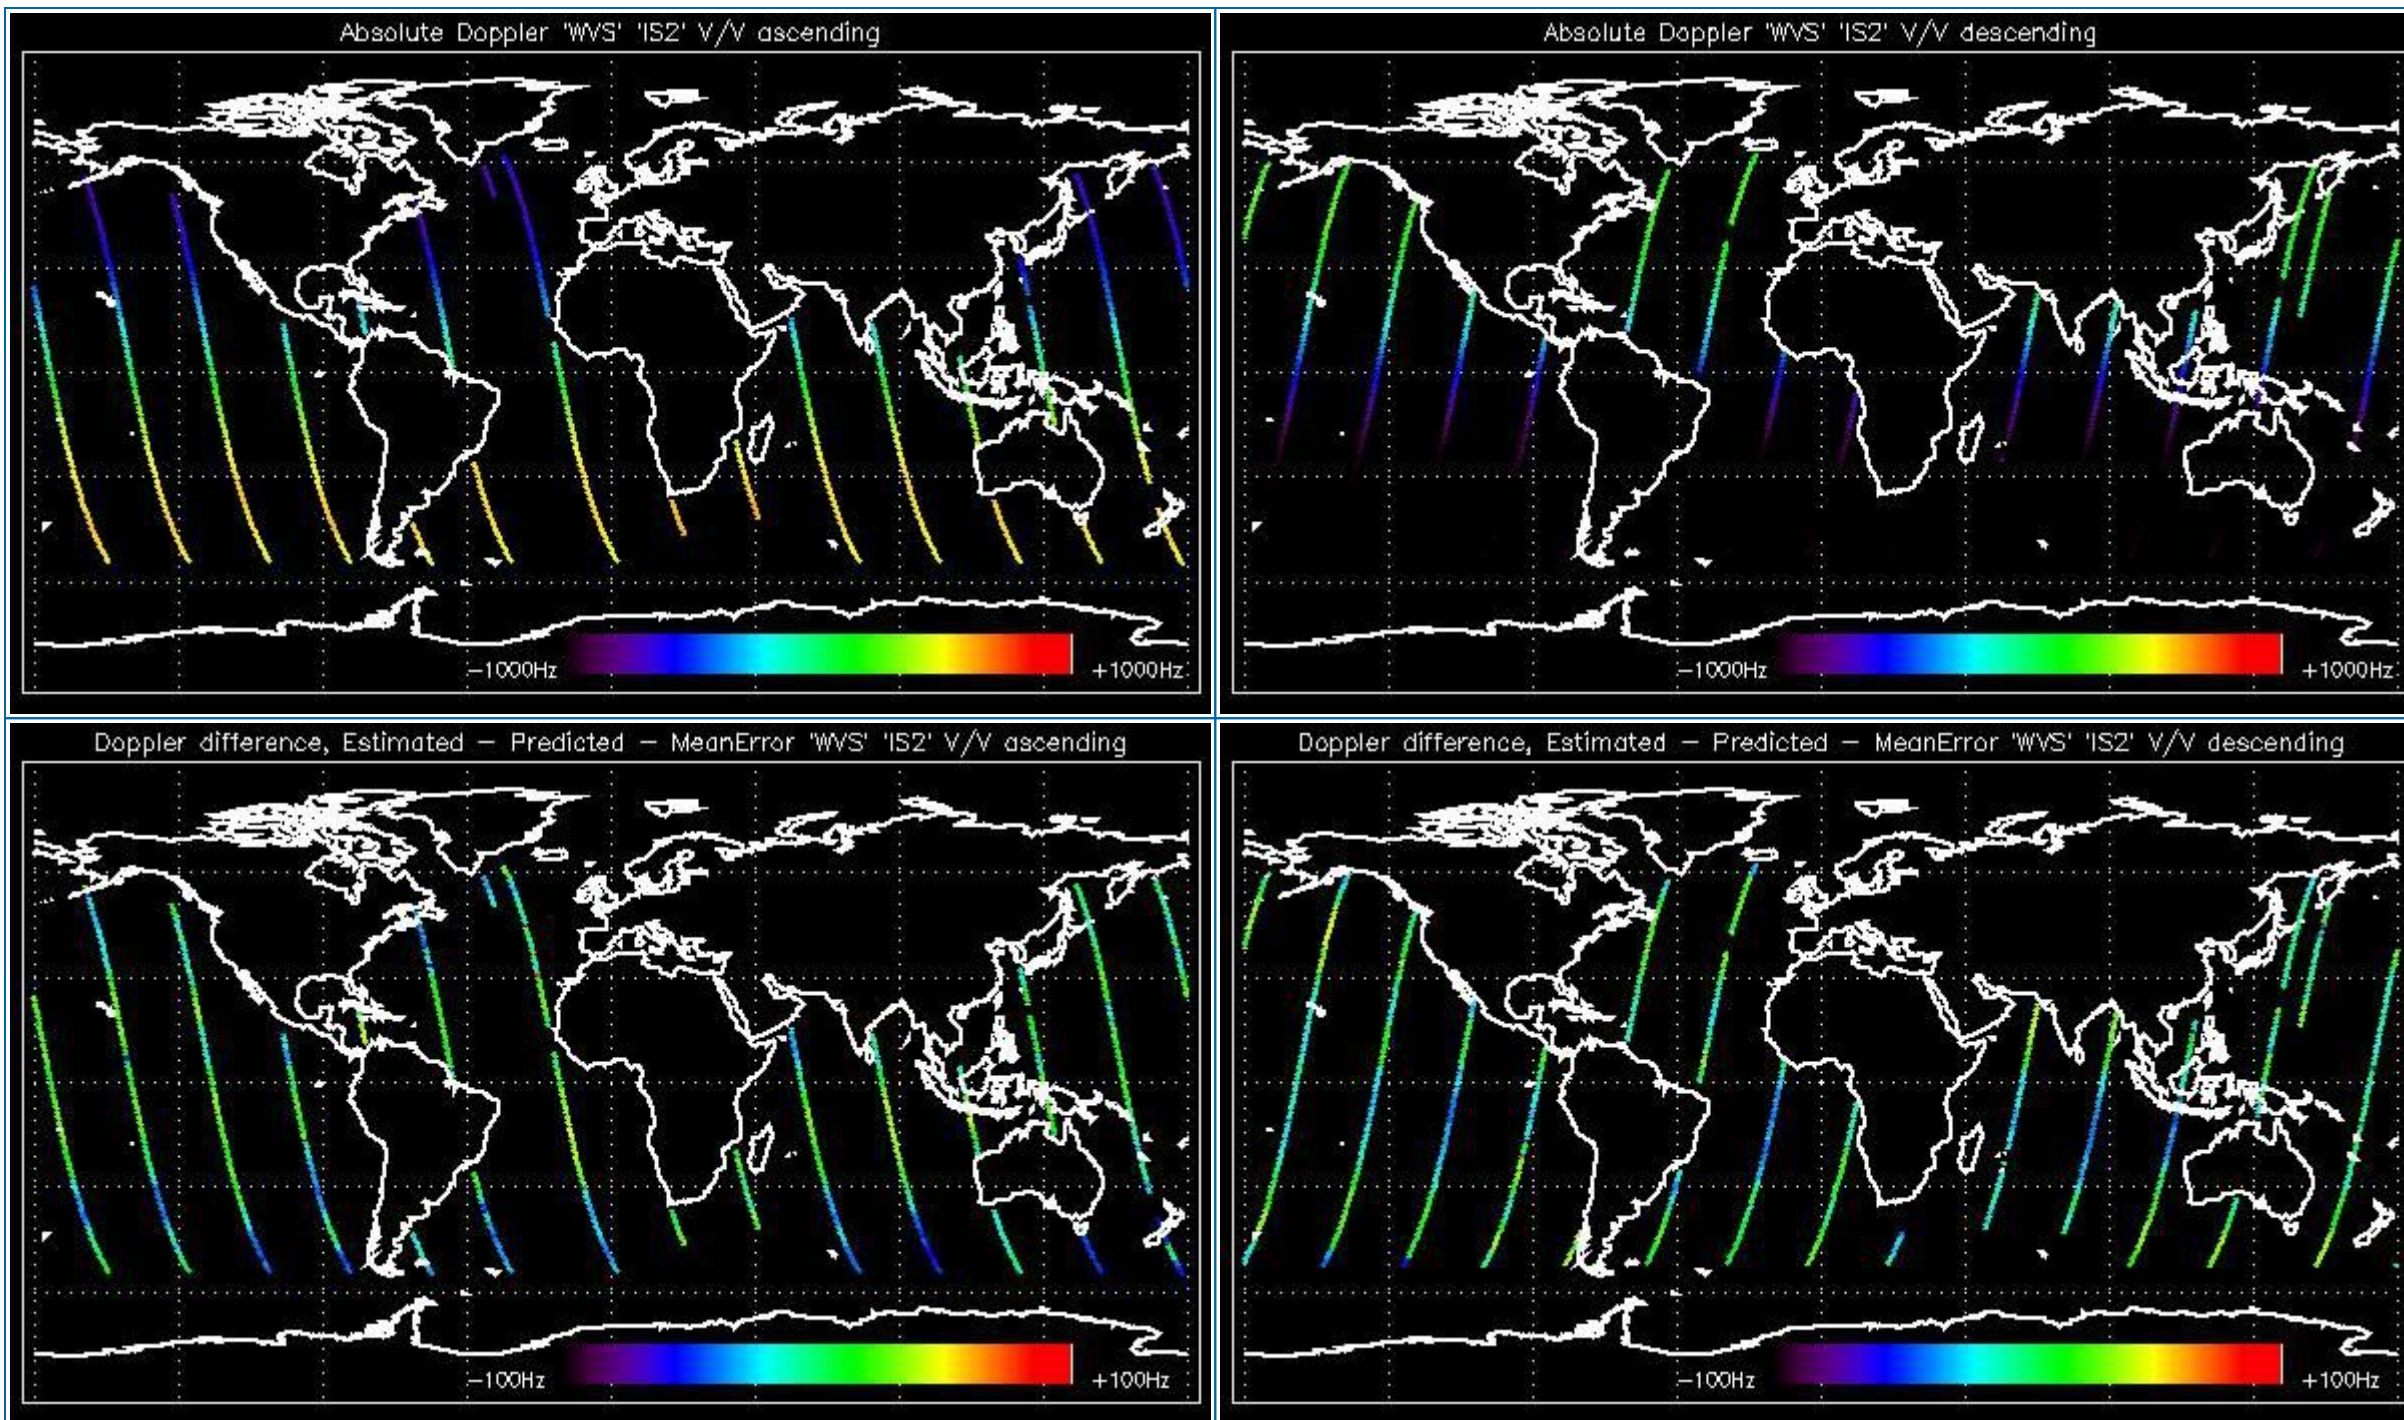 Absolute Doppler 'WVS' 'IS2' V/V ascending
−1000Hz
+1000Hz
Absolute Doppler 'WVS' 'IS2' V/V descending
−1000Hz
+1000Hz
Doppler difference, Estimated − Predicted − MeanError 'WVS' 'IS2' V/V ascending
−100Hz
+100Hz
Doppler difference, Estimated − Predicted − MeanError 'WVS' 'IS2' V/V descending
−100Hz
+100Hz